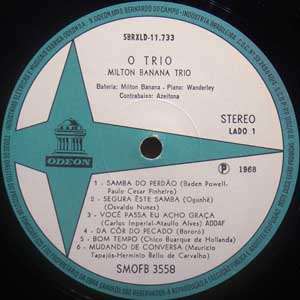 SBRXLD-11.733
O TRIO
MILTON BANANA TRIO
Bateria: Milton Banana - Piano: Wanderley
Contrabaixo: Azeitona
STEREO
LADO 1
ODEON
P 1968
1 - SAMBA DO PERDÃO (Baden Powell-
Paulo Cesar Pinheiro)
2 - SEGURA ÊSTE SAMBA (Ogunhê)
(Osvaldo Nunes)
3 - VOCÊ PASSA EU ACHO GRAÇA
(Carlos Imperial-Ataulfo Alves) ADDAF
4 - DA CÔR DO PECADO (Bororó)
5 - BOM TEMPO (Chico Buarque de Hollanda)
6 - MUDANDO DE CONVERSA (Mauricio
Tapajós-Herminio Bello de Carvalho)
SMOFB 3558